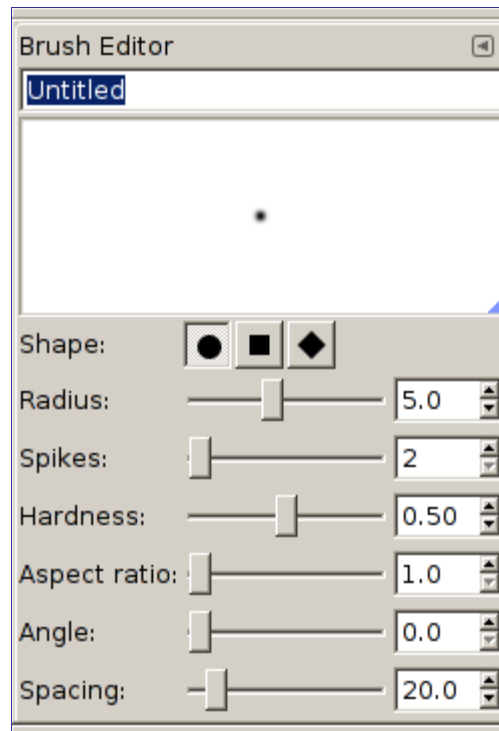 Brush Editor
Untitled
Shape:
Radius: 5.0
Spikes: 2
Hardness: 0.50
Aspect ratio: 1.0
Angle: 0.0
Spacing: 20.0